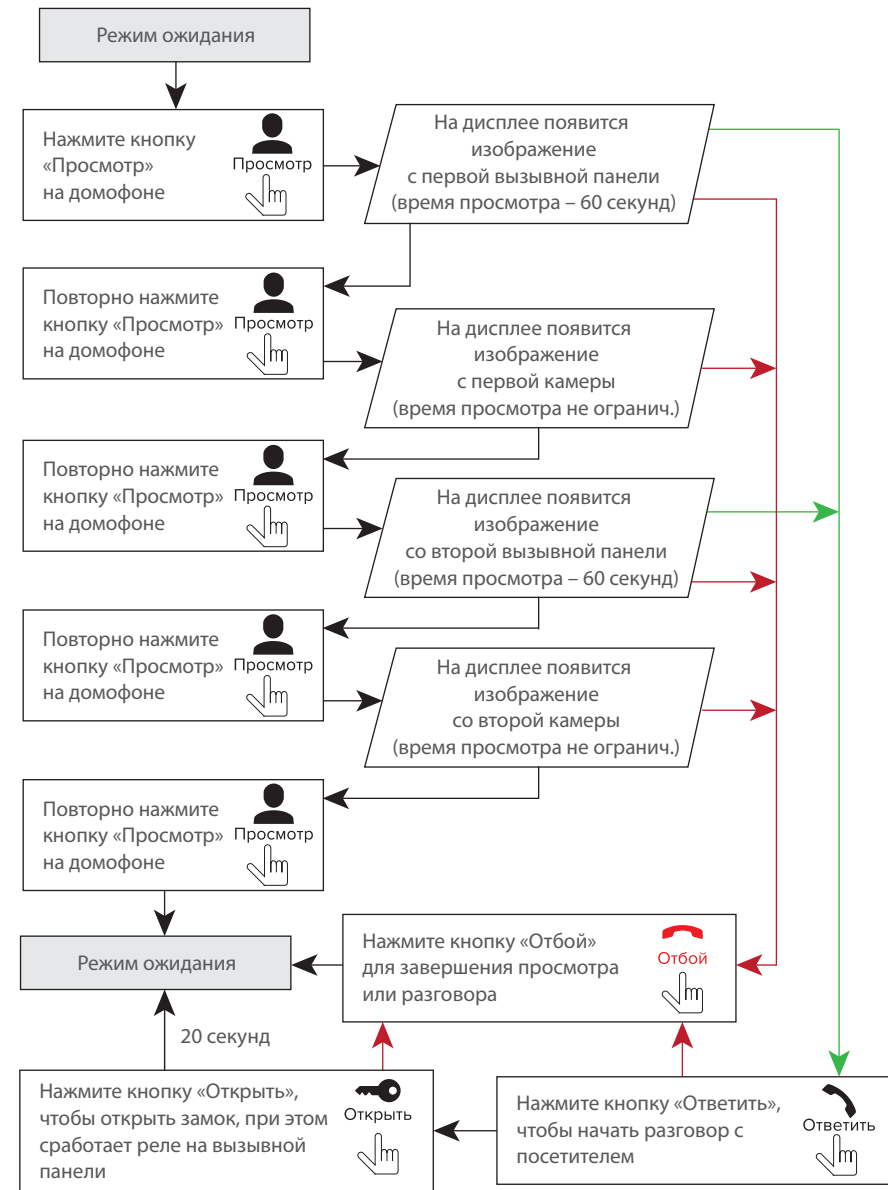 Режим ожидания
Нажмите кнопку
«Просмотр»
на домофоне
Просмотр
На дисплее появится
изображение
с первой вызывной панели
(время просмотра – 60 секунд)
Повторно нажмите
кнопку «Просмотр»
на домофоне
Просмотр
На дисплее появится
изображение
с первой камеры
(время просмотра не огранич.)
Повторно нажмите
кнопку «Просмотр»
на домофоне
Просмотр
На дисплее появится
изображение
со второй вызывной панели
(время просмотра – 60 секунд)
Повторно нажмите
кнопку «Просмотр»
на домофоне
Просмотр
На дисплее появится
изображение
со второй камеры
(время просмотра не огранич.)
Повторно нажмите
кнопку «Просмотр»
на домофоне
Просмотр
Режим ожидания
Нажмите кнопку «Отбой»
для завершения просмотра
или разговора
Отбой
20 секунд
Нажмите кнопку «Открыть»,
чтобы открыть замок, при этом
сработает реле на вызывной
панели
Открыть
Нажмите кнопку «Ответить»,
чтобы начать разговор с
посетителем
Ответить